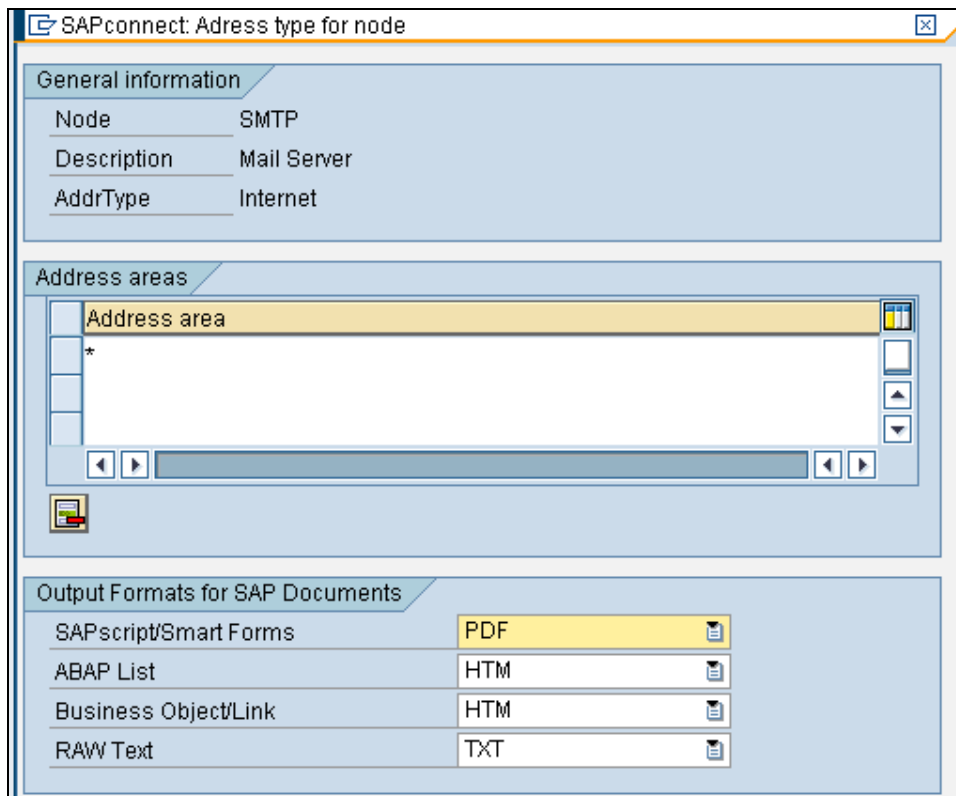 SAPconnect: Adress type for node
General information
Node SMTP
Description Mail Server
AddrType Internet
Address areas
Address area
*
Output Formats for SAP Documents
SAPscript/Smart Forms PDF
ABAP List HTM
Business Object/Link HTM
RAW Text TXT